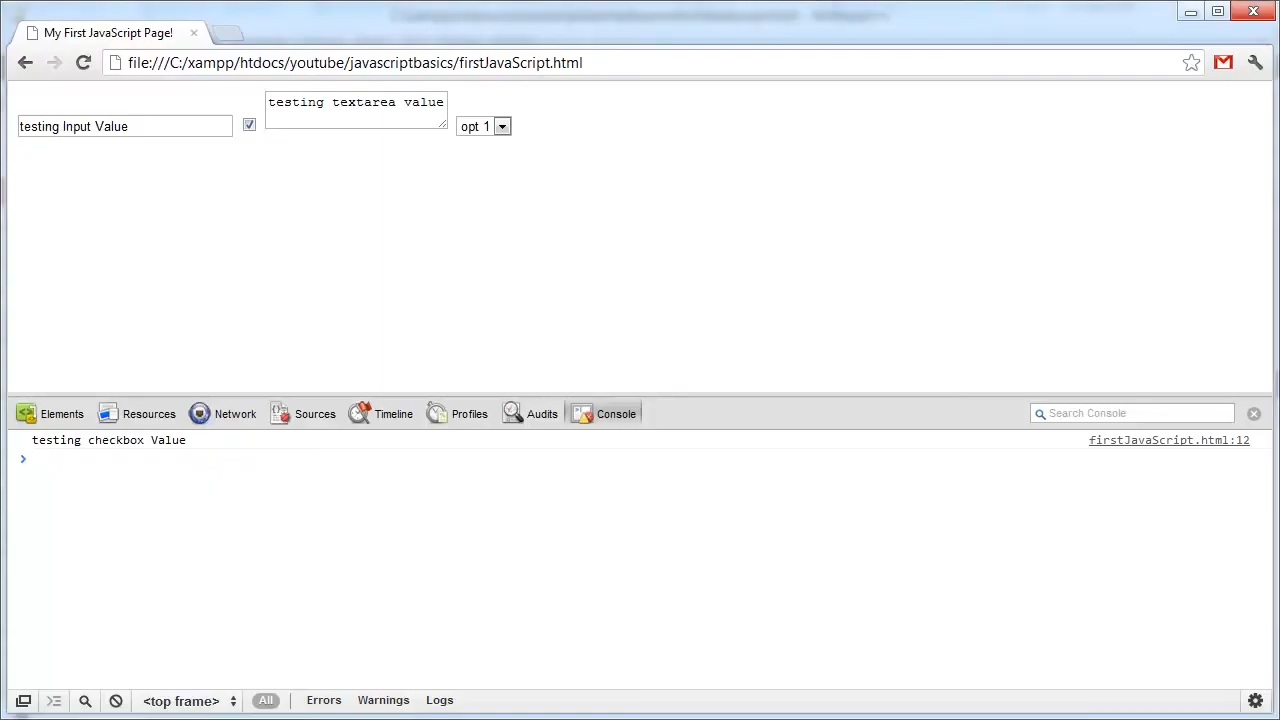 My First JavaScript Page!
file:///C:/xampp/htdocs/youtube/javascriptbasics/firstJavaScript.html
testing textarea value
testing Input Value
opt 1
Elements Resources Network Sources Timeline Profiles Audits Console Search Console
testing checkbox Value firstJavaScript.html:12
<top frame> All Errors Warnings Logs